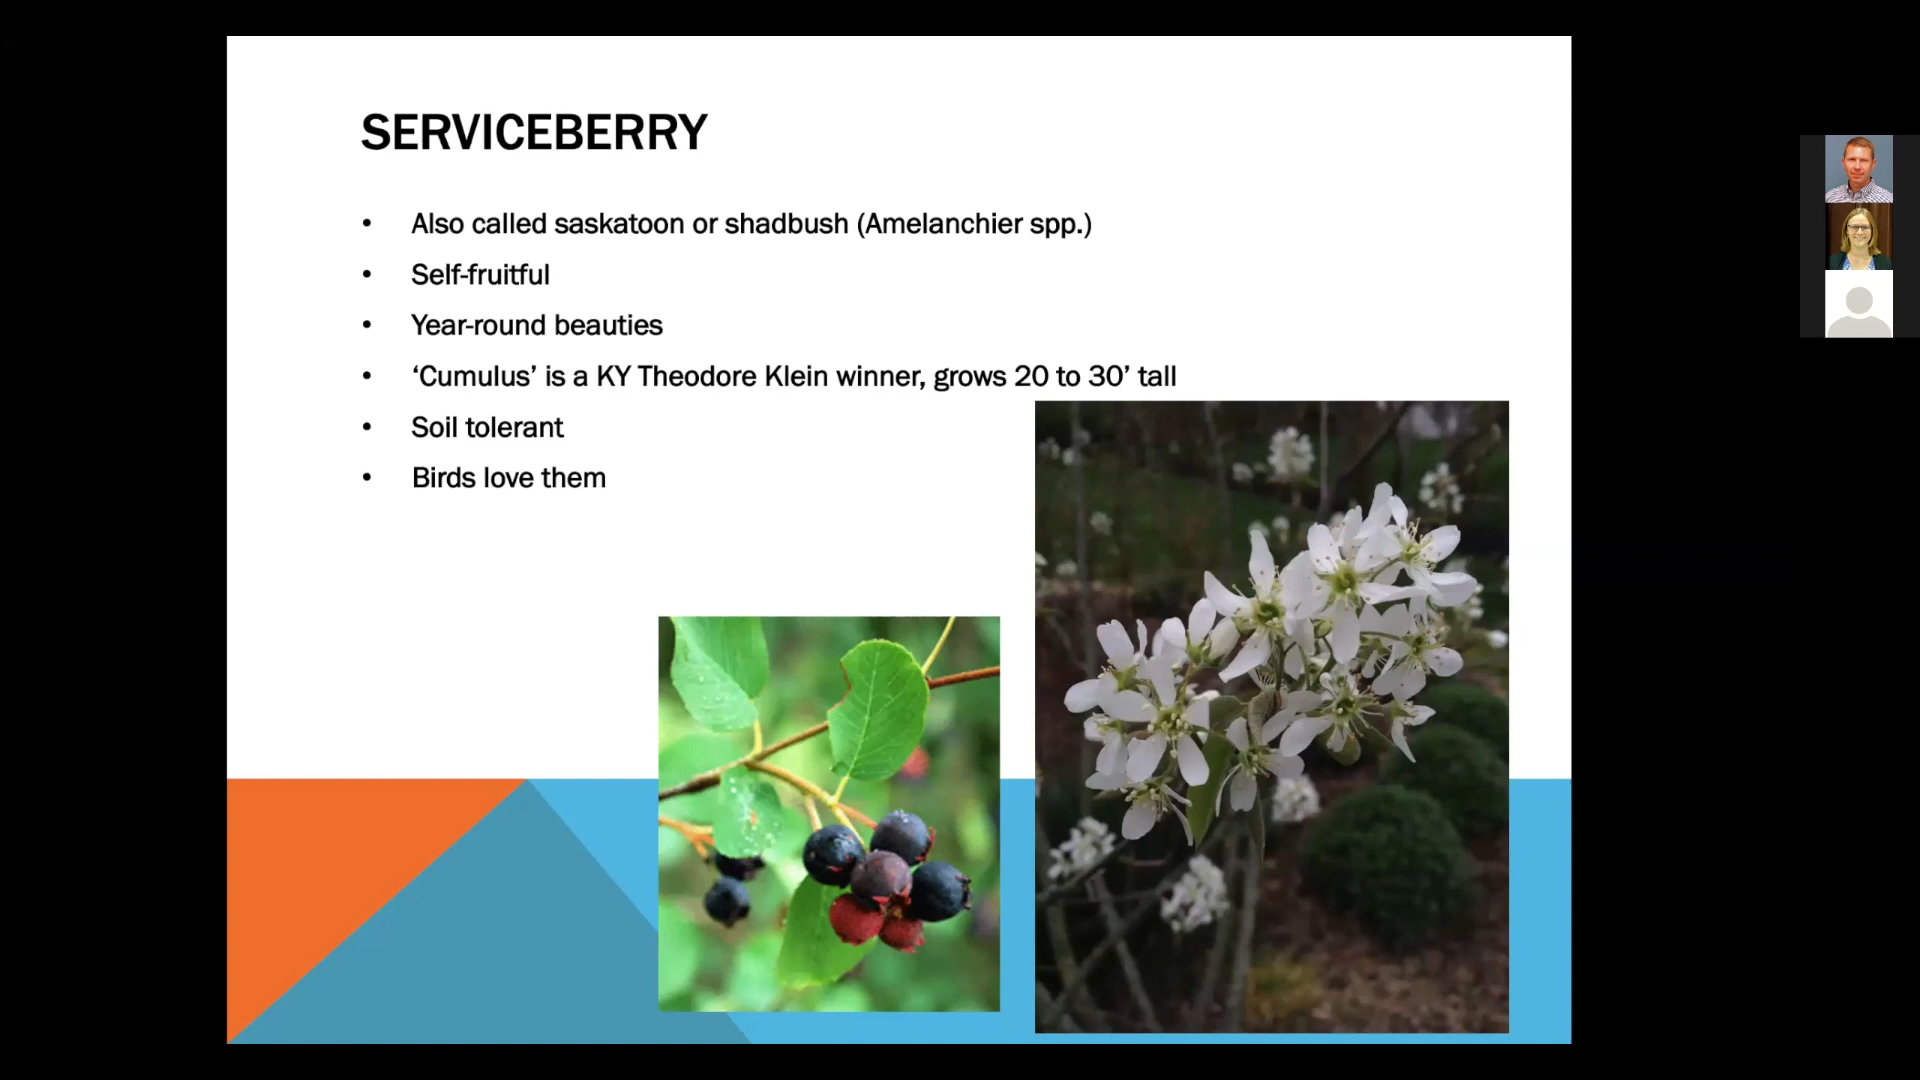 SERVICEBERRY
• Also called saskatoon or shadbush (Amelanchier spp.)
• Self-fruitful
• Year-round beauties
• ‘Cumulus’ is a KY Theodore Klein winner, grows 20 to 30’ tall
• Soil tolerant
• Birds love them